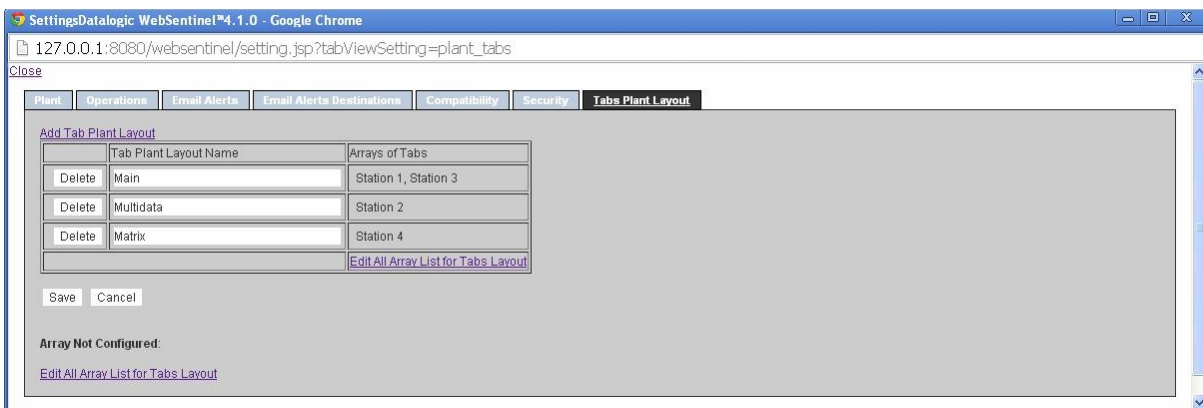 SettingsDatalogic WebSentinel™4.1.0 - Google Chrome
127.0.0.1:8080/websentinel/setting.jsp?tabViewSetting=plant_tabs
Close
Plant Operations Email Alerts Email Alerts Destinations Compatibility Security Tabs Plant Layout
Add Tab Plant Layout
Tab Plant Layout Name Arrays of Tabs
Delete Main Station 1, Station 3
Delete Multidata Station 2
Delete Matrix Station 4
Edit All Array List for Tabs Layout
Save Cancel
Array Not Configured:
Edit All Array List for Tabs Layout